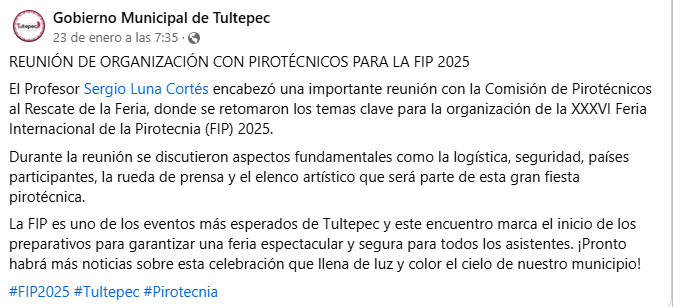 Tultepec
Gobierno Municipal de Tultepec
23 de enero a las 7:35 ·
REUNIÓN DE ORGANIZACIÓN CON PIROTÉCNICOS PARA LA FIP 2025
El Profesor Sergio Luna Cortés encabezó una importante reunión con la Comisión de Pirotécnicos
al Rescate de la Feria, donde se retomaron los temas clave para la organización de la XXXVI Feria
Internacional de la Pirotecnia (FIP) 2025.
Durante la reunión se discutieron aspectos fundamentales como la logística, seguridad, países
participantes, la rueda de prensa y el elenco artístico que será parte de esta gran fiesta
pirotécnica.
La FIP es uno de los eventos más esperados de Tultepec y este encuentro marca el inicio de los
preparativos para garantizar una feria espectacular y segura para todos los asistentes. ¡Pronto
habrá más noticias sobre esta celebración que llena de luz y color el cielo de nuestro municipio!
#FIP2025 #Tultepec #Pirotecnia